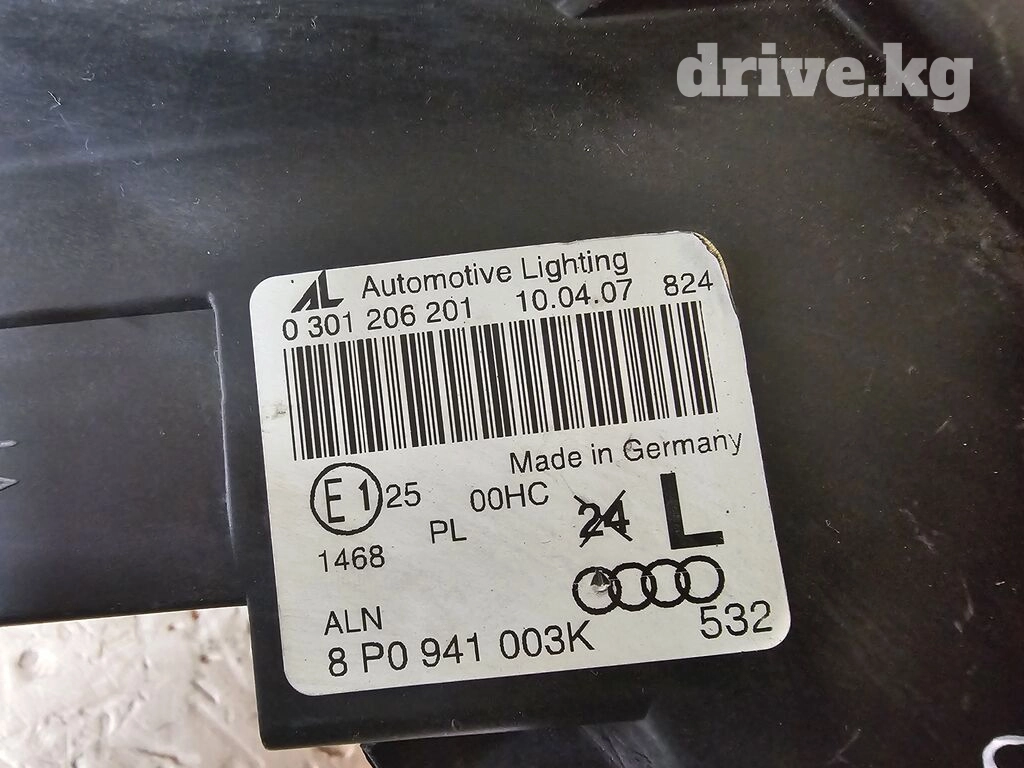 drive.kg
AL Automotive Lighting
0 301 206 201 10.04.07 824
Made in Germany
E1 25 00HC 24 L
PL
1468
ALN
8 P0 941 003K 532